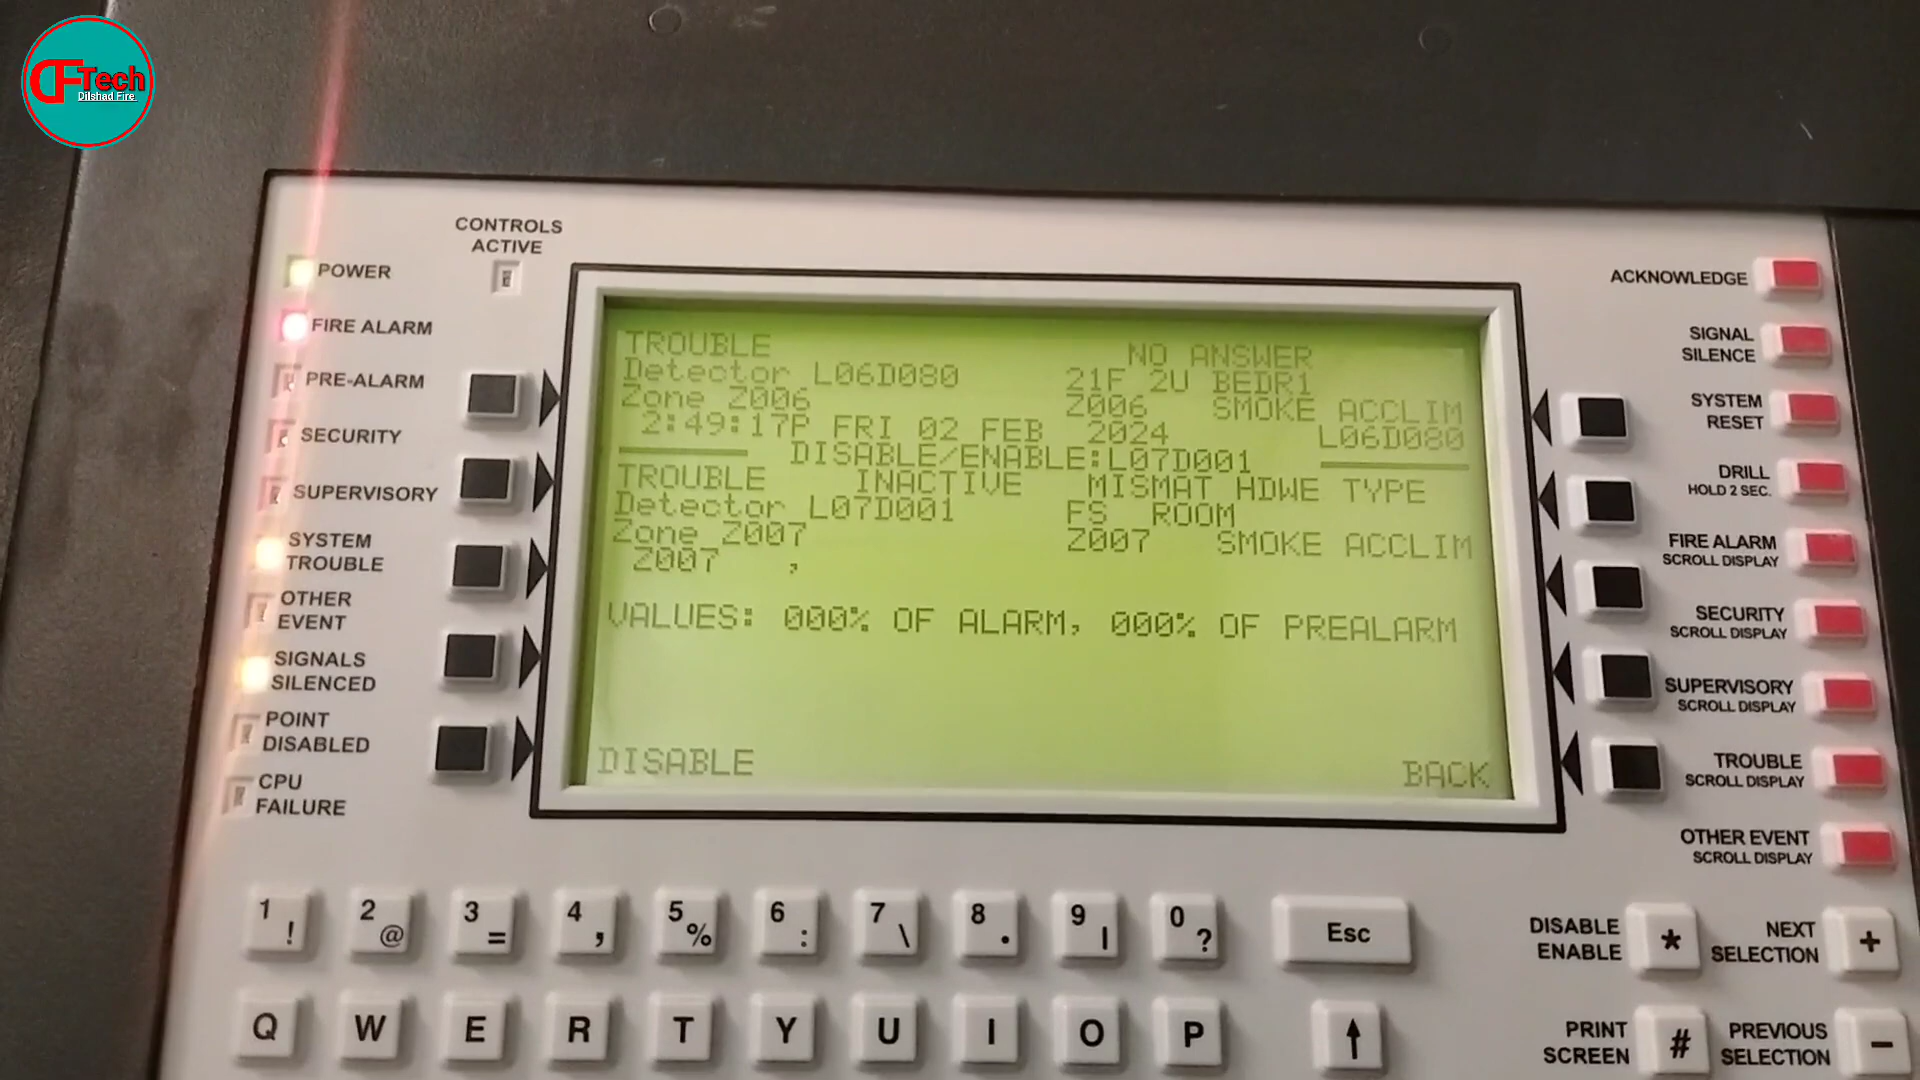 DFTech
Dilshad Fire
CONTROLS
ACTIVE
POWER
FIRE ALARM
PRE-ALARM
SECURITY
SUPERVISORY
SYSTEM
TROUBLE
OTHER
EVENT
SIGNALS
SILENCED
POINT
DISABLED
CPU
FAILURE
TROUBLE NO ANSWER
Detector L06D080 21F 2U BEDR1
Zone Z006 Z006 SMOKE ACCLIM
2:49:17P FRI 02 FEB 2024 L06D080
DISABLE/ENABLE:L07D001
TROUBLE INACTIVE MISMAT HDWE TYPE
Detector L07D001 FS ROOM
Zone Z007 Z007 SMOKE ACCLIM
Z007 ,
VALUES: 000% OF ALARM, 000% OF PREALARM
DISABLE BACK
ACKNOWLEDGE
SIGNAL
SILENCE
SYSTEM
RESET
DRILL
HOLD 2 SEC.
FIRE ALARM
SCROLL DISPLAY
SECURITY
SCROLL DISPLAY
SUPERVISORY
SCROLL DISPLAY
TROUBLE
SCROLL DISPLAY
OTHER EVENT
SCROLL DISPLAY
1 ! 2 @ 3 = 4 , 5 % 6 : 7 \ 8 . 9 | 0 ? Esc
DISABLE
ENABLE *
NEXT
SELECTION +
Q W E R T Y U I O P ↑
PRINT
SCREEN #
PREVIOUS
SELECTION -